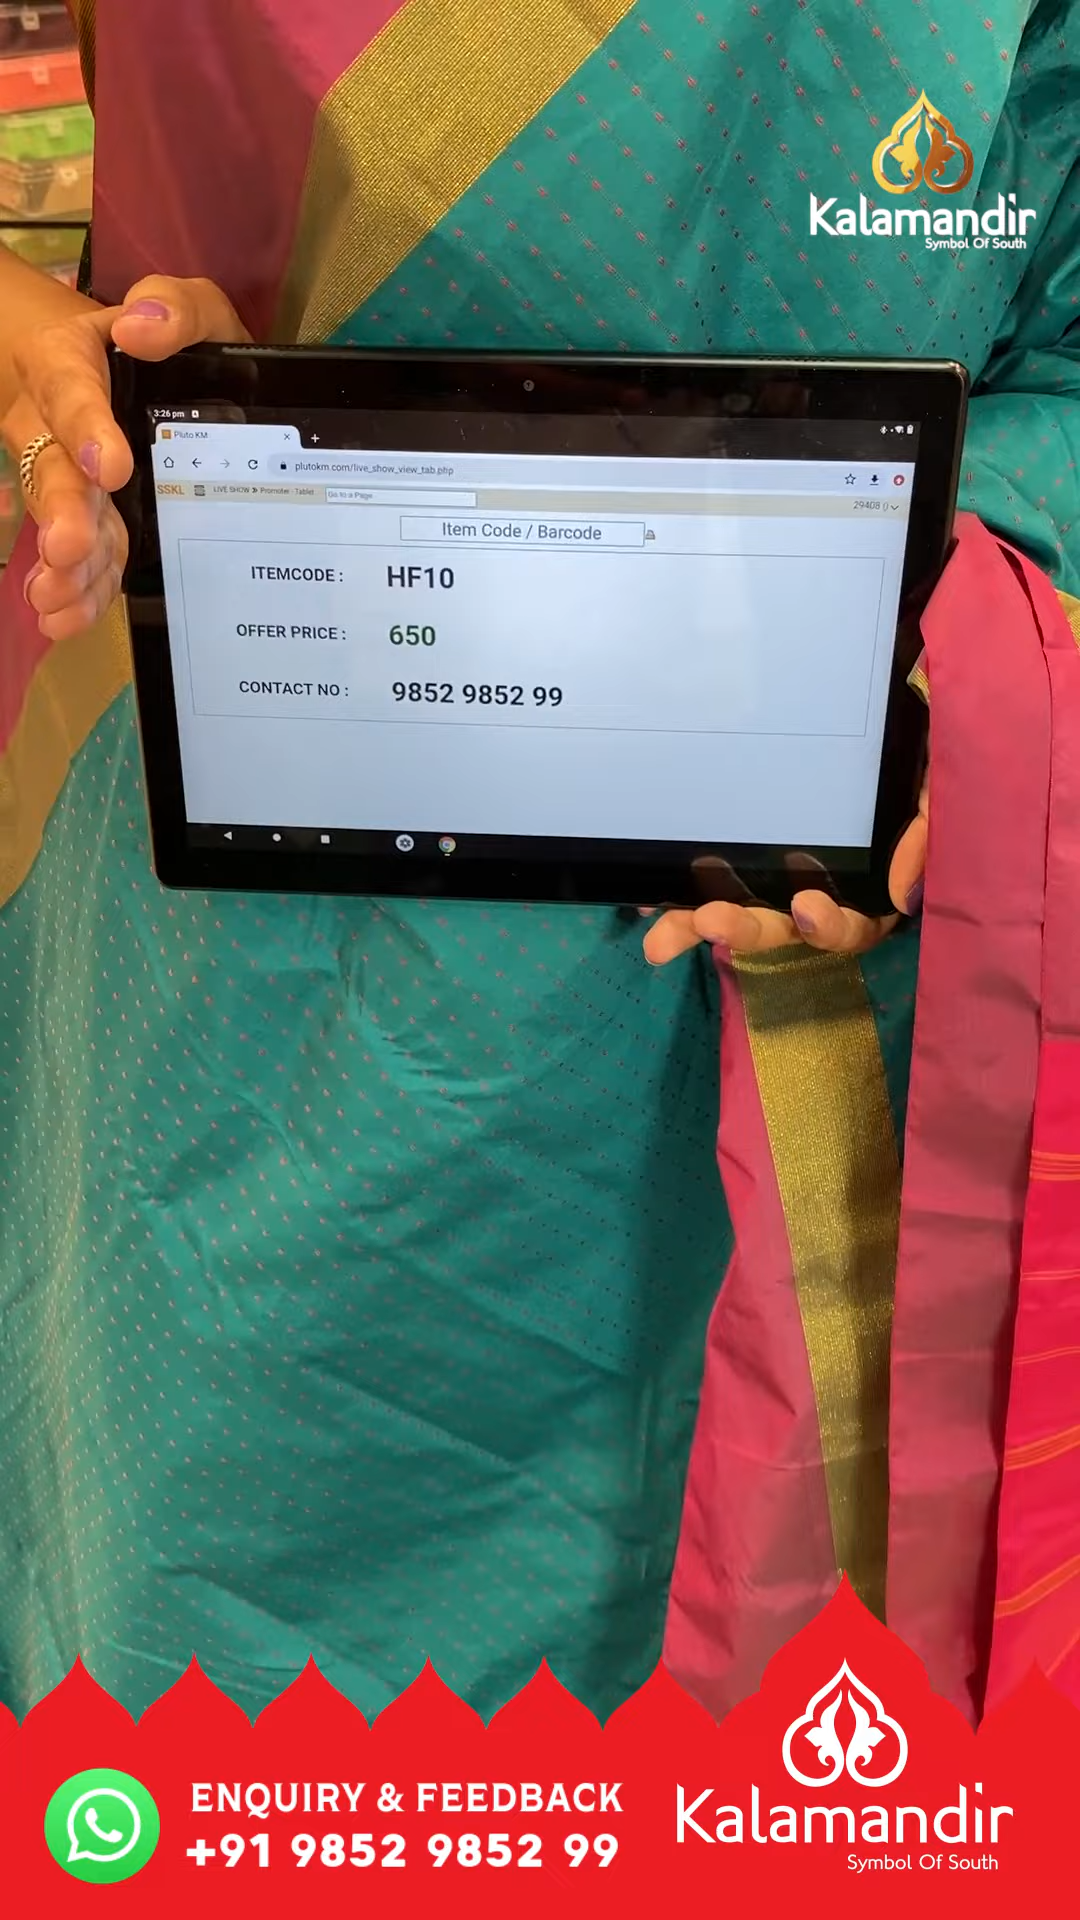 Kalamandir
Symbol Of South
3:26 pm
Pluto KM
plutokm.com/live_show_view_tab.php
SSKL
LIVE SHOW » Promoter - Tablet
Go to a Page
29408 ()
Item Code / Barcode
ITEMCODE : HF10
OFFER PRICE : 650
CONTACT NO : 9852 9852 99
ENQUIRY & FEEDBACK
+91 9852 9852 99
Kalamandir
Symbol Of South